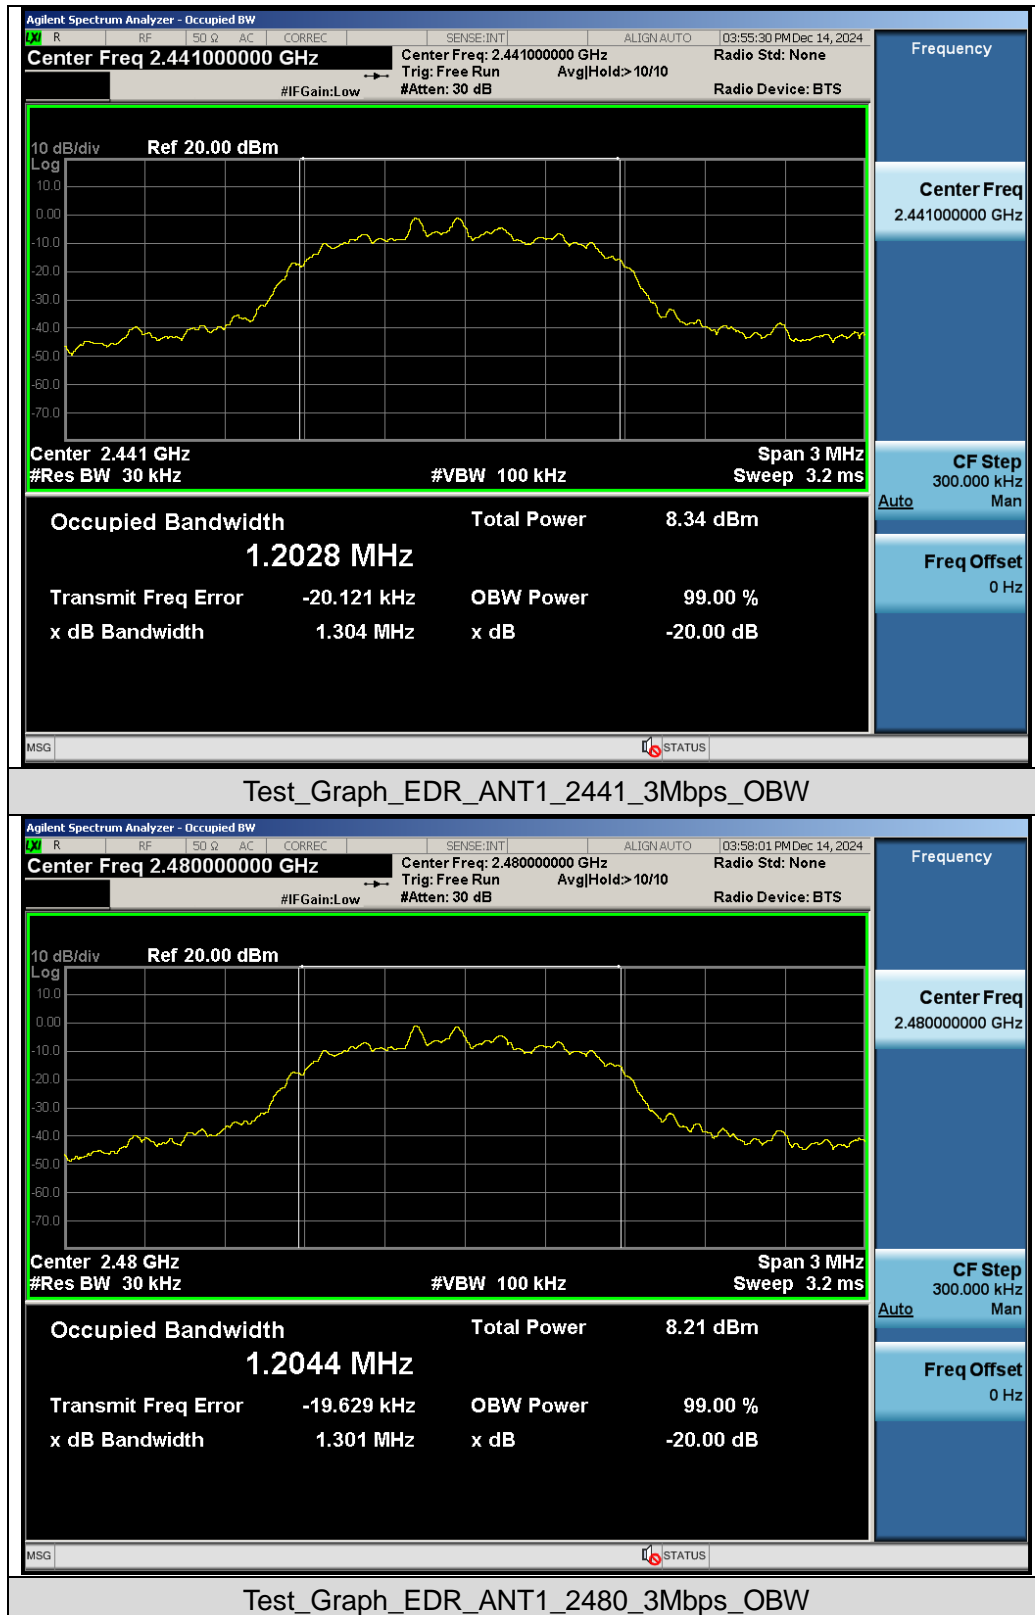 Agilent Spectrum Analyzer - Occupied BW
LXI R RF 50 Ω AC CORREC SENSE:INT ALIGN AUTO 03:55:30 PM Dec 14, 2024
Center Freq 2.441000000 GHz
Center Freq: 2.441000000 GHz Radio Std: None
Trig: Free Run Avg|Hold:> 10/10
#IFGain:Low #Atten: 30 dB Radio Device: BTS
Frequency
10 dB/div Ref 20.00 dBm
Log
10.0
0.00
-10.0
-20.0
-30.0
-40.0
-50.0
-60.0
-70.0
Center 2.441 GHz Span 3 MHz
#Res BW 30 kHz #VBW 100 kHz Sweep 3.2 ms
Center Freq
2.441000000 GHz
CF Step
300.000 kHz
Auto Man
Freq Offset
0 Hz
Occupied Bandwidth Total Power 8.34 dBm
1.2028 MHz
Transmit Freq Error -20.121 kHz OBW Power 99.00 %
x dB Bandwidth 1.304 MHz x dB -20.00 dB
MSG STATUS
Test_Graph_EDR_ANT1_2441_3Mbps_OBW
Agilent Spectrum Analyzer - Occupied BW
LXI R RF 50 Ω AC CORREC SENSE:INT ALIGN AUTO 03:58:01 PM Dec 14, 2024
Center Freq 2.480000000 GHz
Center Freq: 2.480000000 GHz Radio Std: None
Trig: Free Run Avg|Hold:> 10/10
#IFGain:Low #Atten: 30 dB Radio Device: BTS
Frequency
10 dB/div Ref 20.00 dBm
Log
10.0
0.00
-10.0
-20.0
-30.0
-40.0
-50.0
-60.0
-70.0
Center 2.48 GHz Span 3 MHz
#Res BW 30 kHz #VBW 100 kHz Sweep 3.2 ms
Center Freq
2.480000000 GHz
CF Step
300.000 kHz
Auto Man
Freq Offset
0 Hz
Occupied Bandwidth Total Power 8.21 dBm
1.2044 MHz
Transmit Freq Error -19.629 kHz OBW Power 99.00 %
x dB Bandwidth 1.301 MHz x dB -20.00 dB
MSG STATUS
Test_Graph_EDR_ANT1_2480_3Mbps_OBW